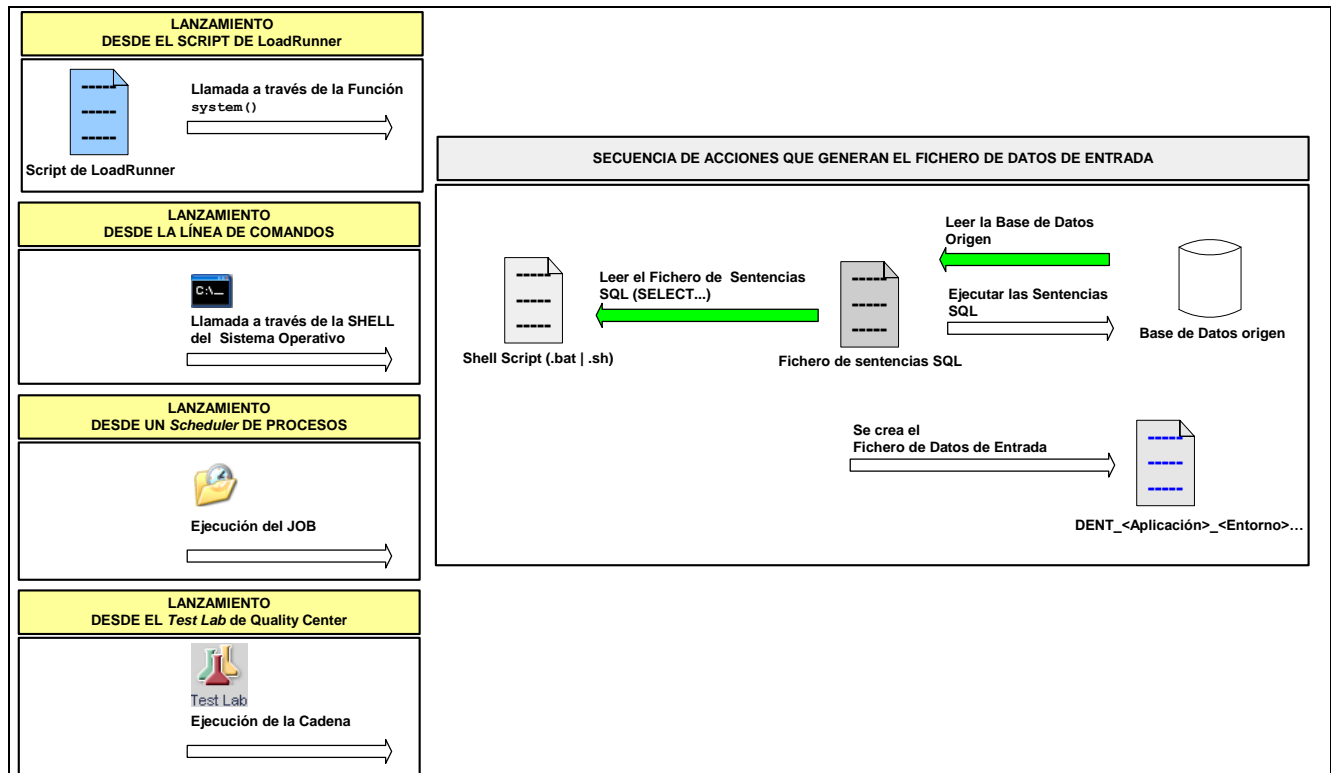 LANZAMIENTO
DESDE EL SCRIPT DE LoadRunner
Llamada a través de la Función
system()
Script de LoadRunner
LANZAMIENTO
DESDE LA LÍNEA DE COMANDOS
C:\_
Llamada a través de la SHELL
del Sistema Operativo
LANZAMIENTO
DESDE UN Scheduler DE PROCESOS
Ejecución del JOB
LANZAMIENTO
DESDE EL Test Lab de Quality Center
Test Lab
Ejecución de la Cadena
SECUENCIA DE ACCIONES QUE GENERAN EL FICHERO DE DATOS DE ENTRADA
Leer el Fichero de Sentencias
SQL (SELECT...)
Shell Script (.bat | .sh)
Fichero de sentencias SQL
Leer la Base de Datos
Origen
Ejecutar las Sentencias
SQL
Base de Datos origen
Se crea el
Fichero de Datos de Entrada
DENT_<Aplicación>_<Entorno>…